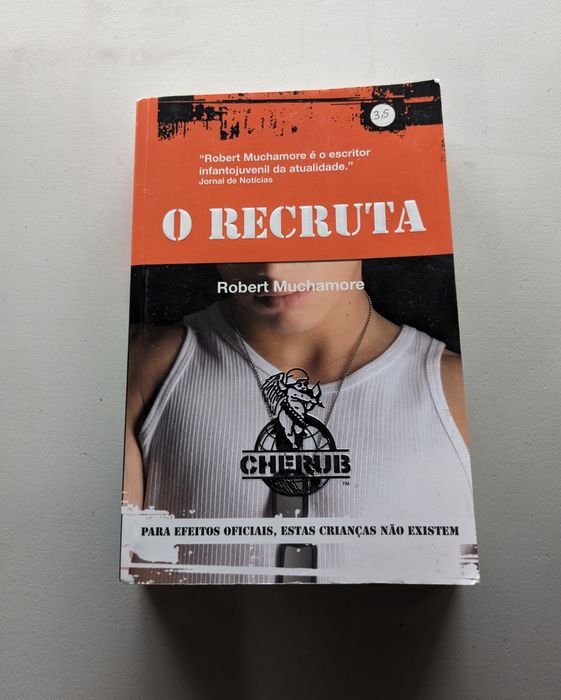 3,5
“Robert Muchamore é o escritor
infantojuvenil da atualidade.”
Jornal de Notícias
O RECRUTA
Robert Muchamore
CHERUB
TM
PARA EFEITOS OFICIAIS, ESTAS CRIANÇAS NÃO EXISTEM